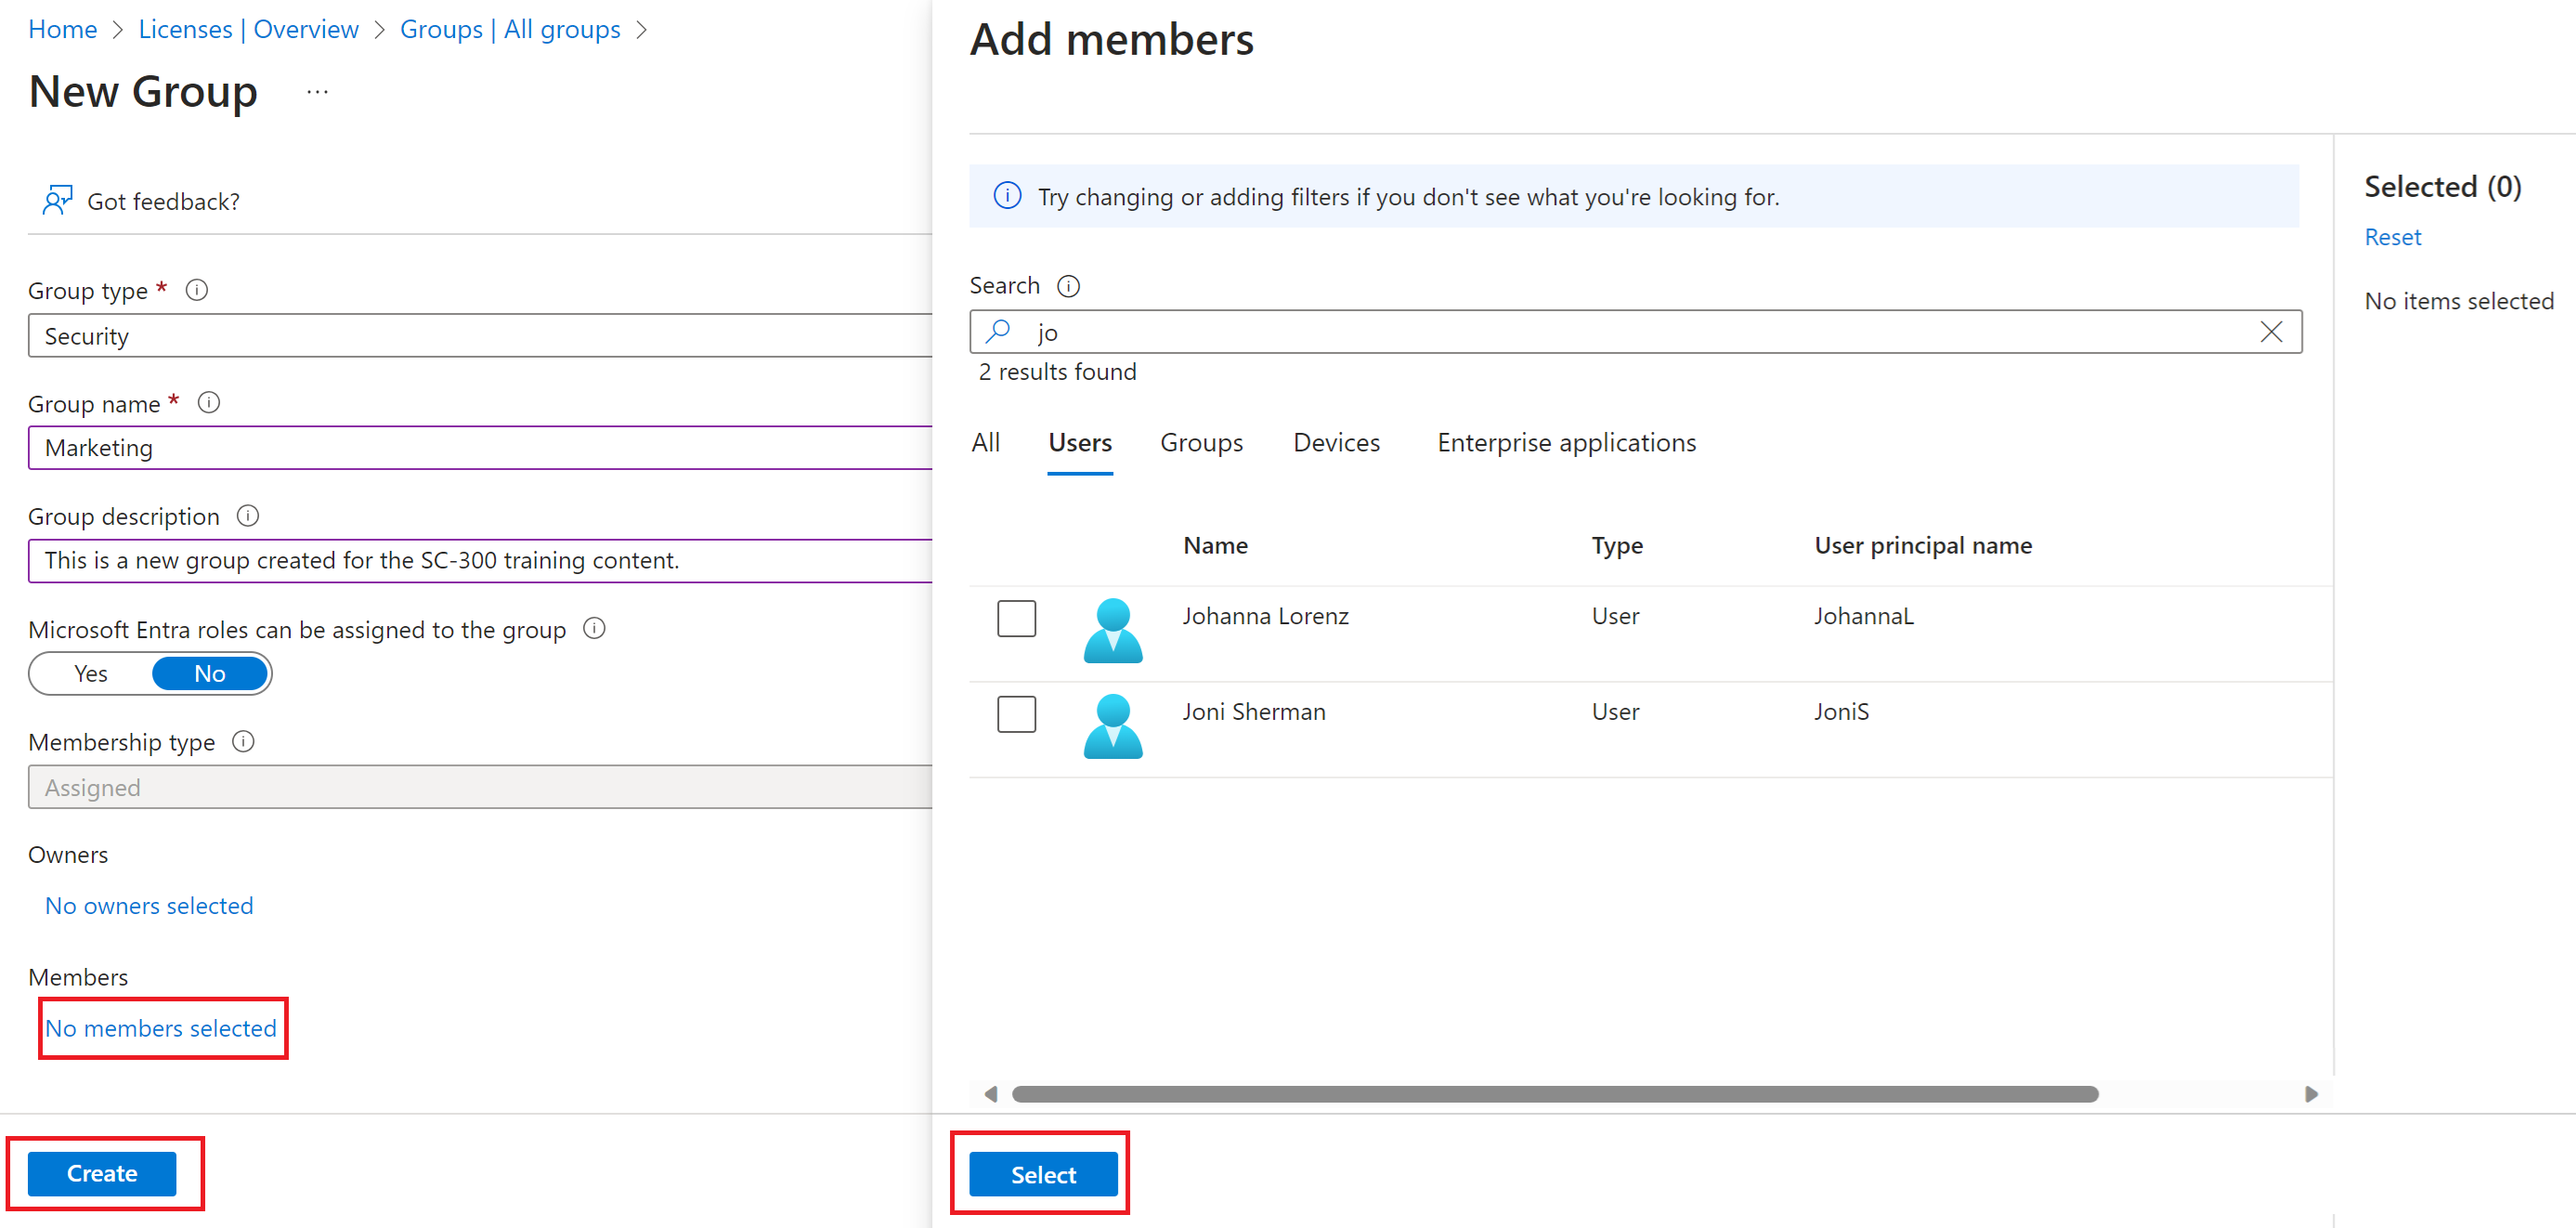 Home > Licenses | Overview > Groups | All groups >
New Group ...
Got feedback?
Group type *
Security
Group name *
Marketing
Group description
This is a new group created for the SC-300 training content.
Microsoft Entra roles can be assigned to the group
Yes No
Membership type
Assigned
Owners
No owners selected
Members
No members selected
Create
Add members
Try changing or adding filters if you don't see what you're looking for.
Search
jo
2 results found
All Users Groups Devices Enterprise applications
Name Type User principal name
Johanna Lorenz User JohannaL
Joni Sherman User JoniS
Select
Selected (0)
Reset
No items selected